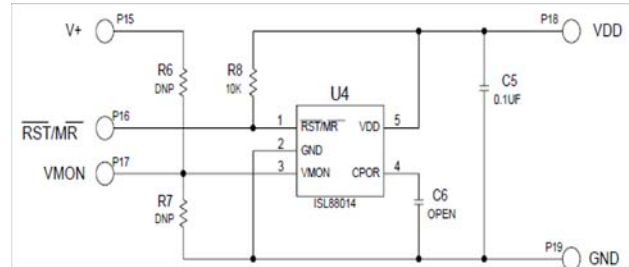 V+
P15
P18
VDD
R6
DNP
R8
10K
U4
C5
0.1UF
P16
RST/MR
1
RST/MR
VDD
5
2
GND
P17
VMON
3
VMON
CPOR
4
ISL88014
C6
OPEN
R7
DNP
P19
GND